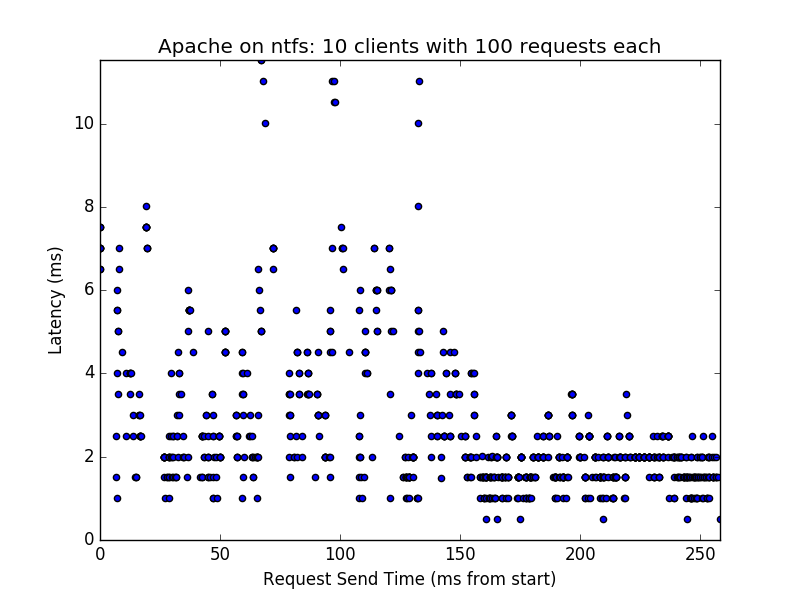 Apache on ntfs: 10 clients with 100 requests each
Latency (ms)
10
8
6
4
2
0
0 50 100 150 200 250
Request Send Time (ms from start)